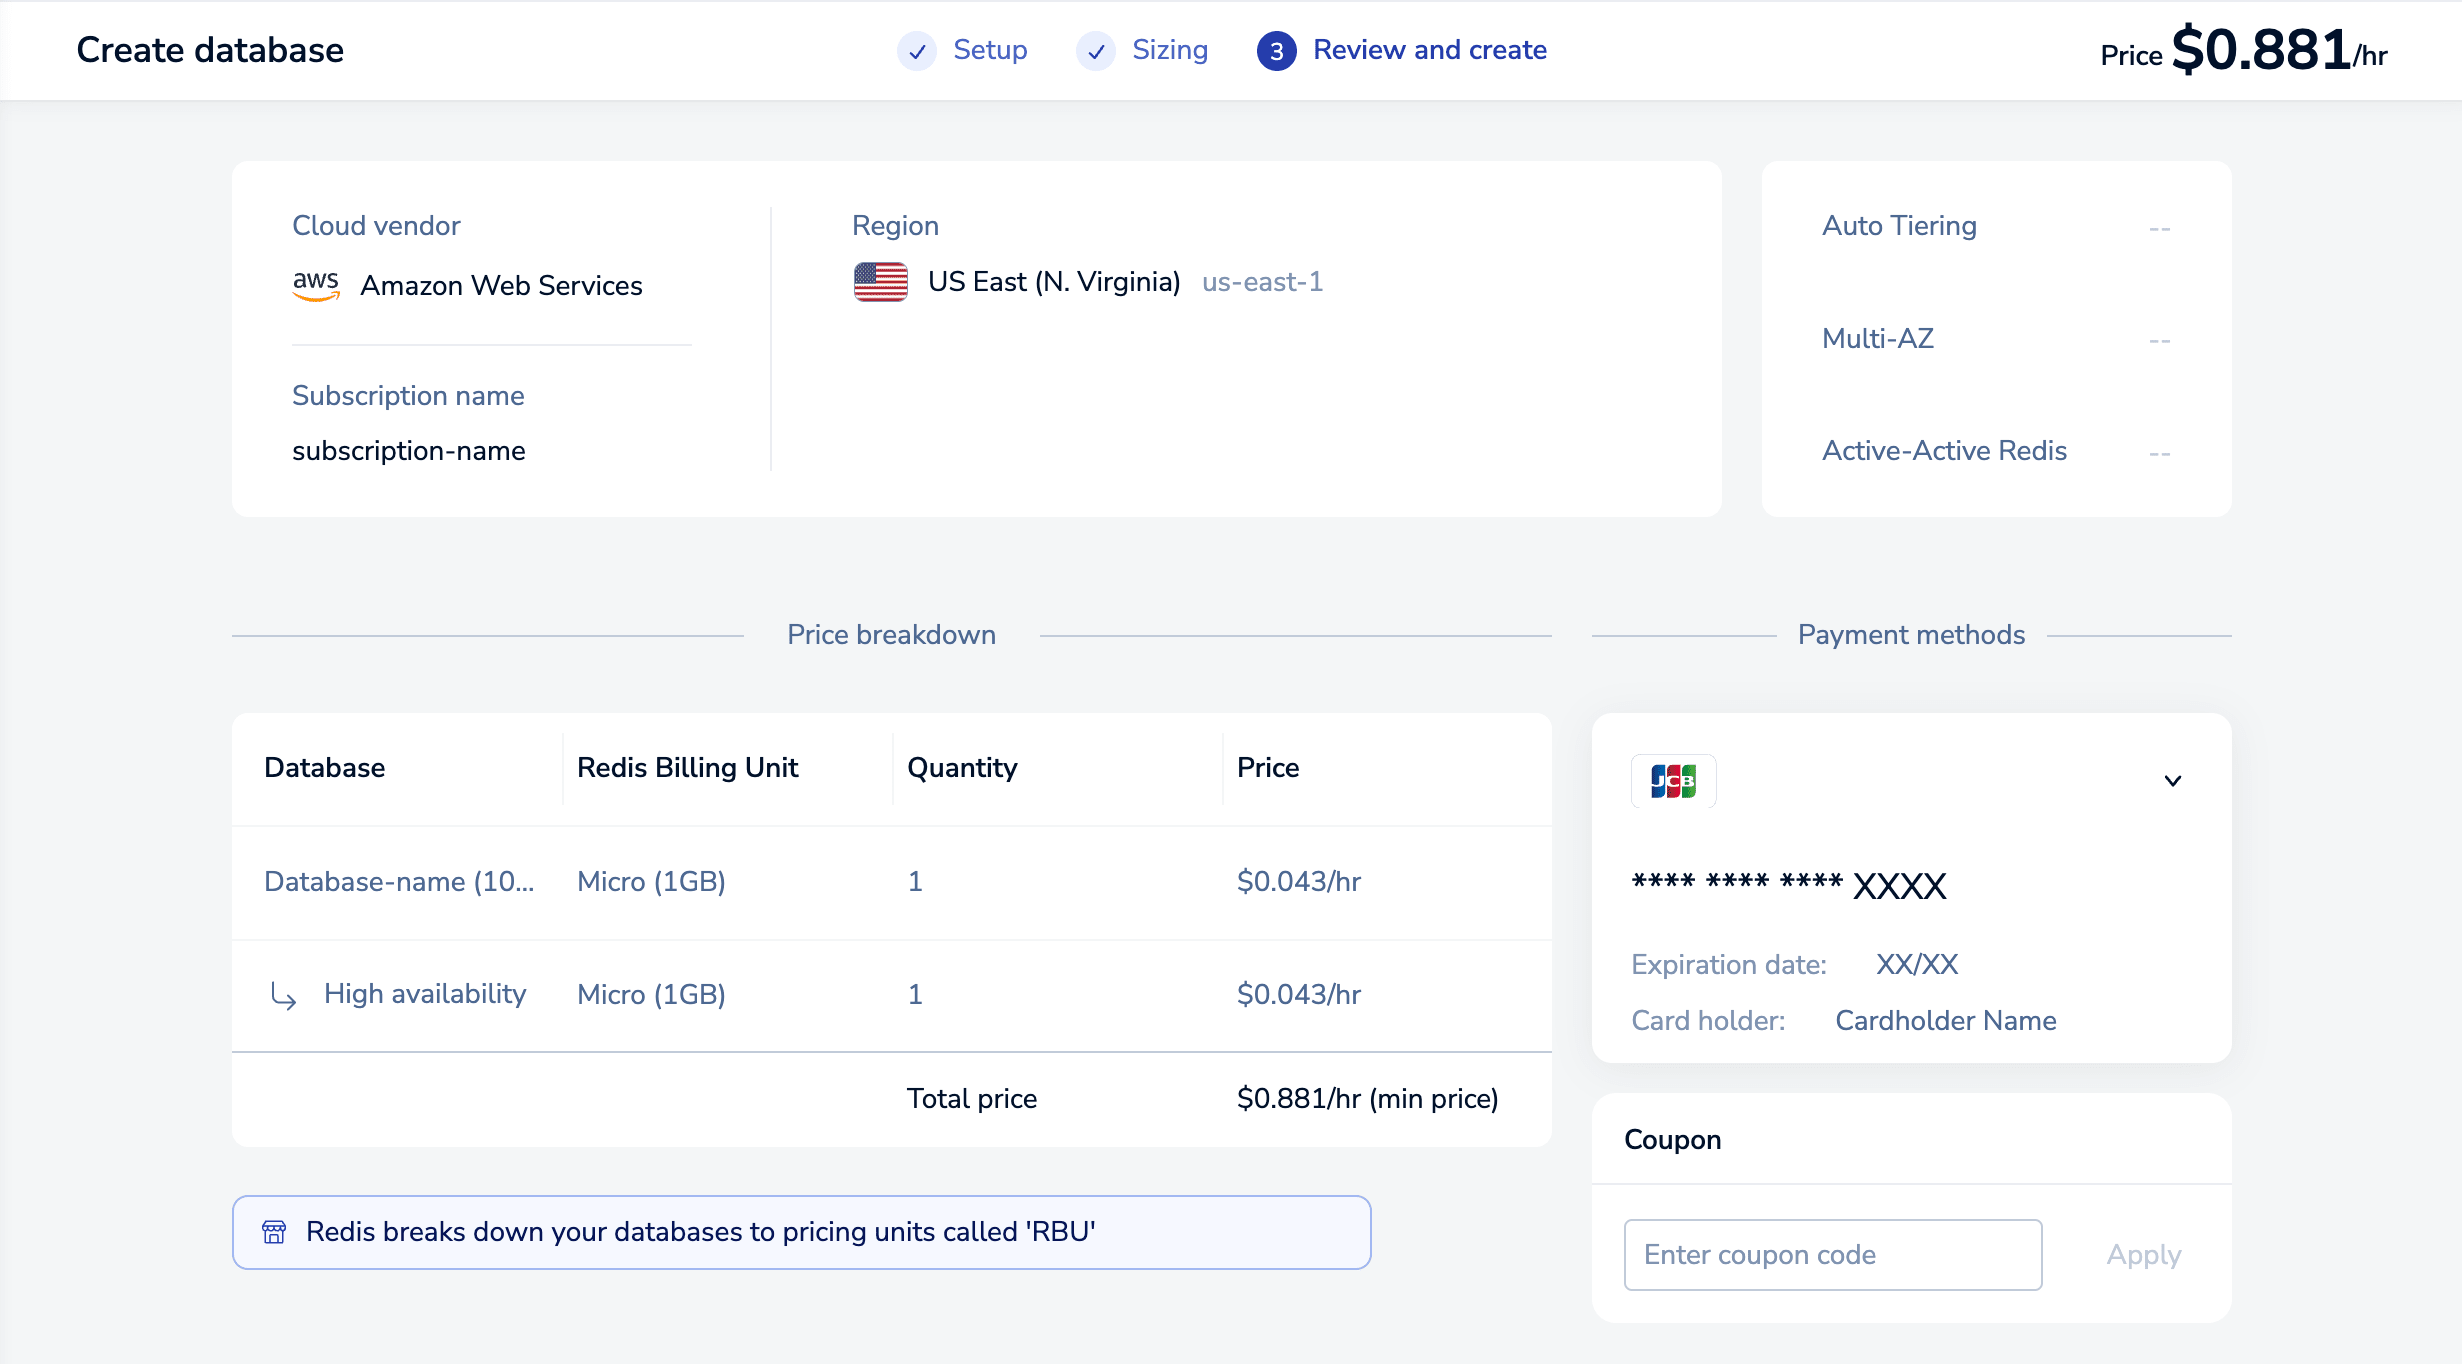 Create database
Setup
Sizing
3 Review and create
Price $0.881/hr
Cloud vendor
aws Amazon Web Services
Subscription name
subscription-name
Region
US East (N. Virginia) us-east-1
Auto Tiering --
Multi-AZ --
Active-Active Redis --
Price breakdown
Database Redis Billing Unit Quantity Price
Database-name (10... Micro (1GB) 1 $0.043/hr
High availability Micro (1GB) 1 $0.043/hr
Total price $0.881/hr (min price)
Redis breaks down your databases to pricing units called 'RBU'
Payment methods
JCB
**** **** **** XXXX
Expiration date: XX/XX
Card holder: Cardholder Name
Coupon
Enter coupon code Apply